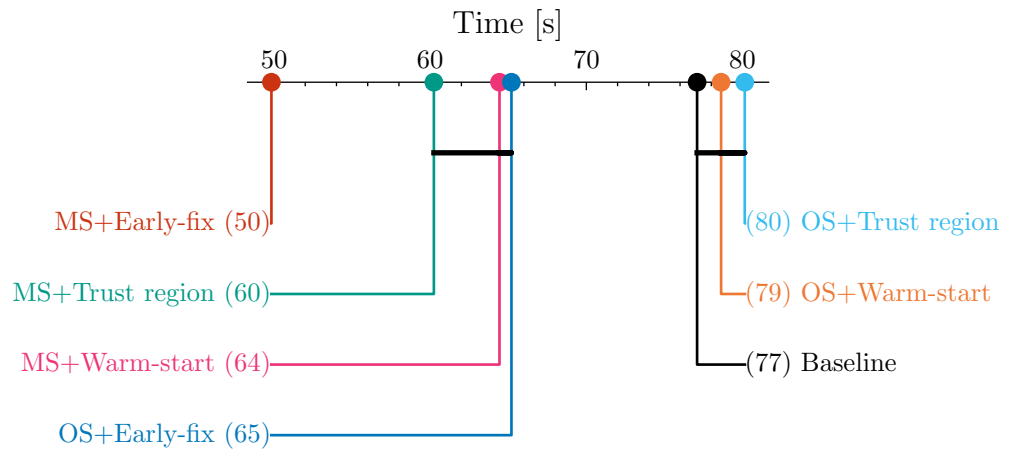 Time [s]
50 60 70 80
MS+Early-fix (50)
(80) OS+Trust region
MS+Trust region (60)
(79) OS+Warm-start
MS+Warm-start (64)
(77) Baseline
OS+Early-fix (65)